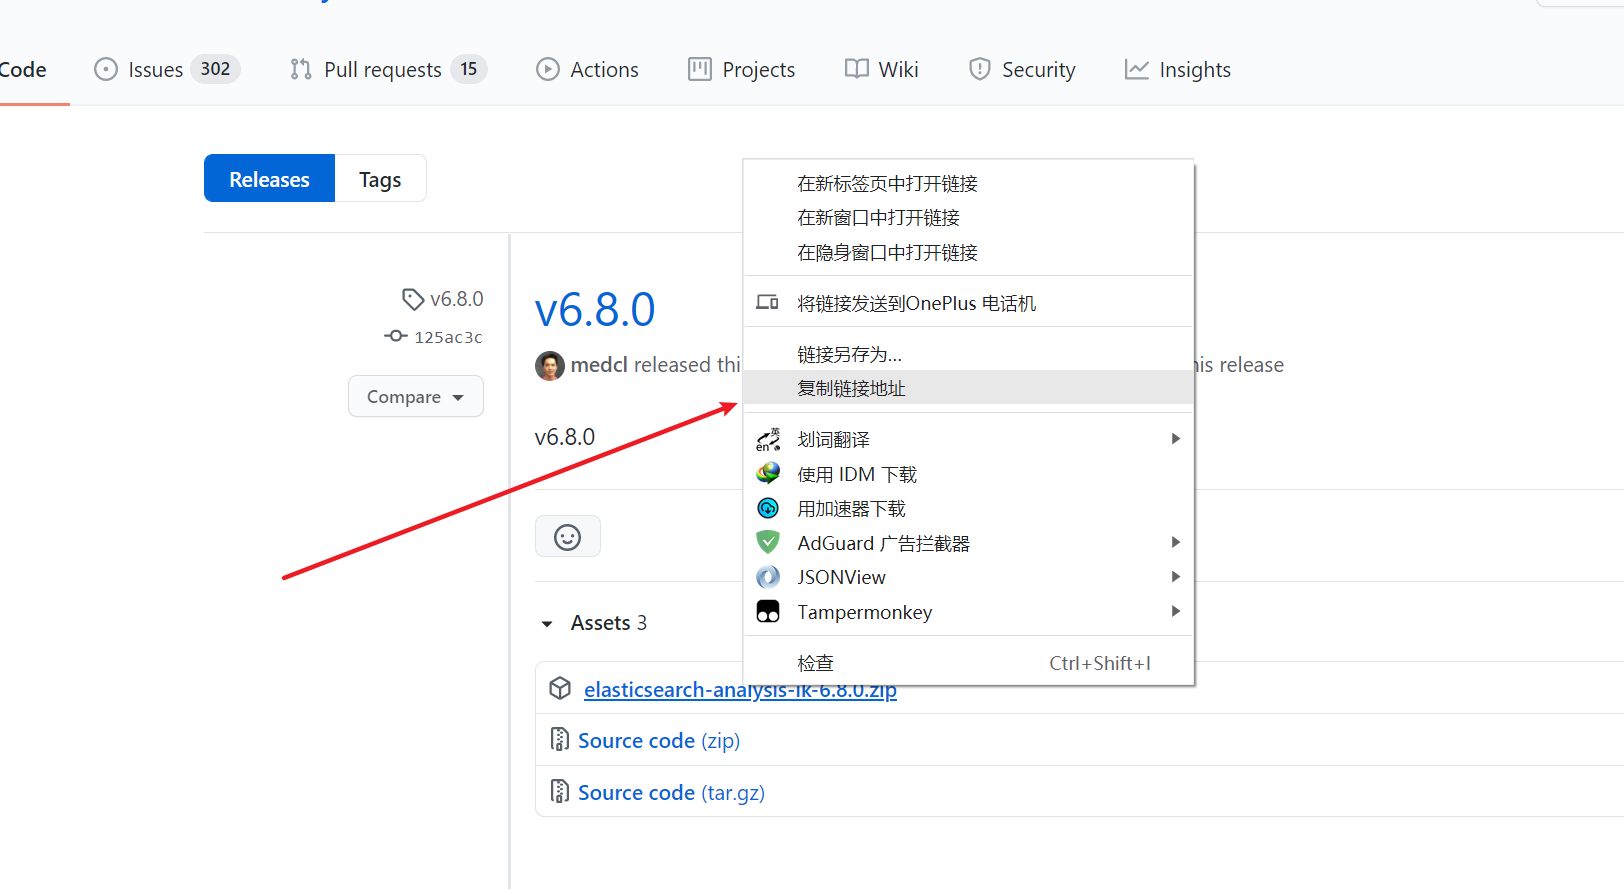 Code
Issues 302
Pull requests 15
Actions
Projects
Wiki
Security
Insights
Releases
Tags
v6.8.0
125ac3c
Compare
v6.8.0
medcl released thi
his release
v6.8.0
Assets 3
elasticsearch-analysis-ik-6.8.0.zip
Source code (zip)
Source code (tar.gz)
在新标签页中打开链接
在新窗口中打开链接
在隐身窗口中打开链接
将链接发送到OnePlus 电话机
链接另存为...
复制链接地址
英
en
划词翻译
使用 IDM 下载
用加速器下载
AdGuard 广告拦截器
JSONView
Tampermonkey
检查 Ctrl+Shift+I